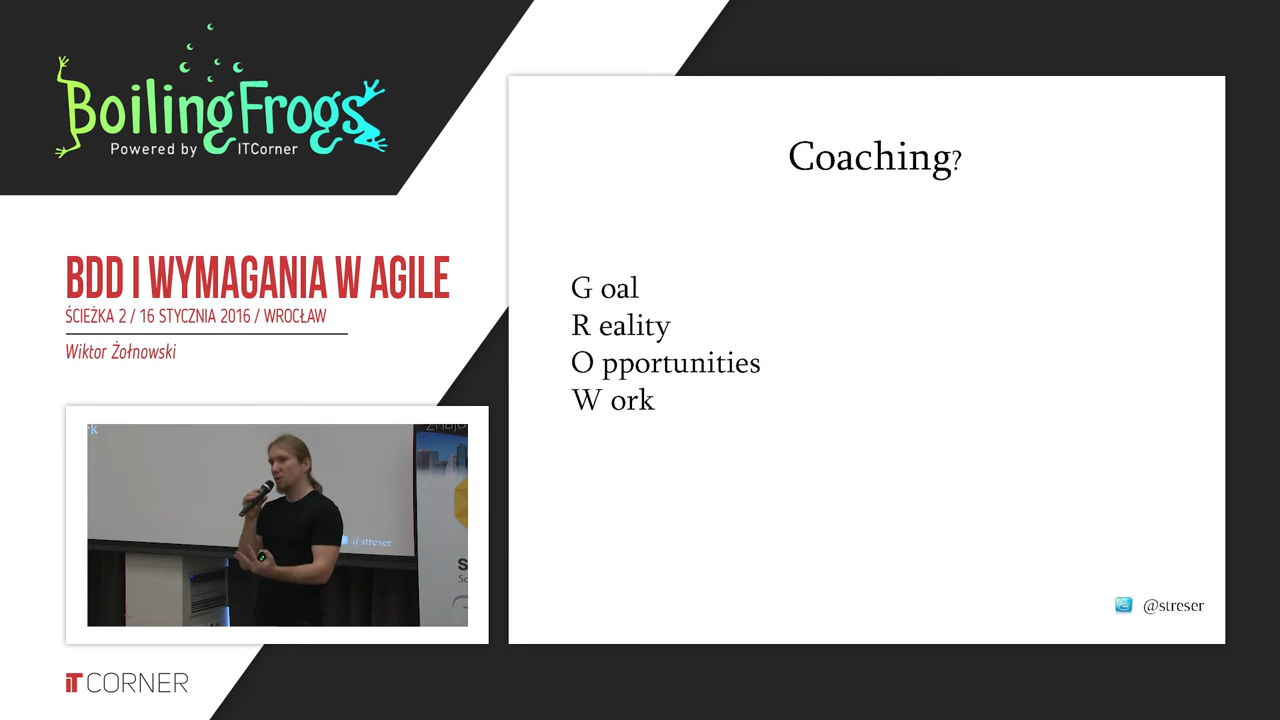 BoilingFrogs
Powered by ITCorner
BDD I WYMAGANIA W AGILE
ŚCIEŻKA 2 / 16 STYCZNIA 2016 / WROCŁAW
Wiktor Żołnowski
@streser
iT CORNER
Coaching?
G oal
R eality
O pportunities
W ork
@streser